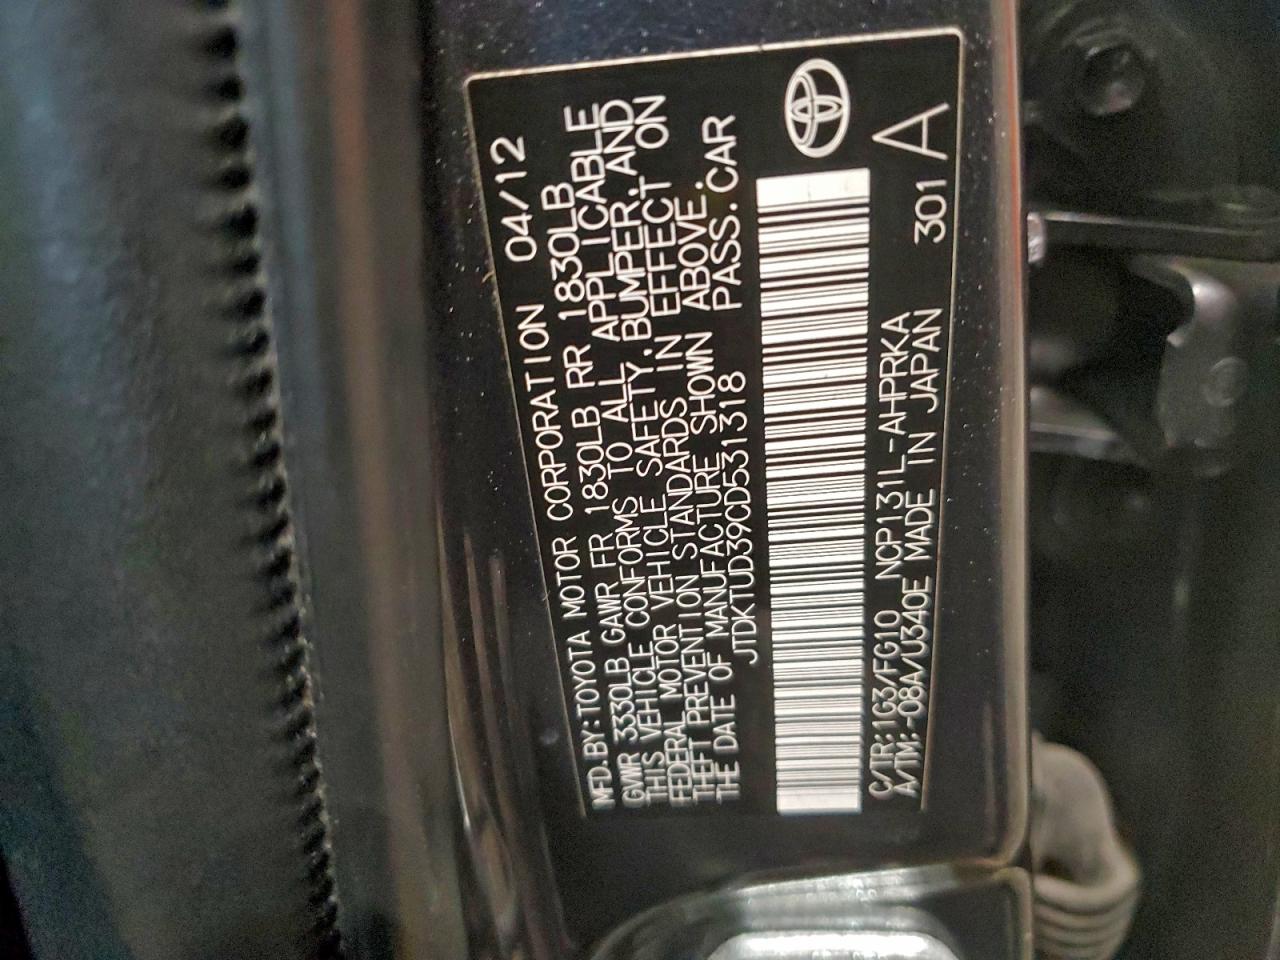 MFD.BY:TOYOTA MOTOR CORPORATION 04/12
GVWR 3330LB GAWR FR 1830LB RR 1830LB
THIS VEHICLE CONFORMS TO ALL APPLICABLE
FEDERAL MOTOR VEHICLE SAFETY, BUMPER, AND
THEFT PREVENTION STANDARDS IN EFFECT ON
THE DATE OF MANUFACTURE SHOWN ABOVE.
JTDKTUD39CD531318 PASS.CAR
C/TR:1G3/FG10 NCP131L-AHPRKA 301 A
A/TM:-08A/U340E MADE IN JAPAN